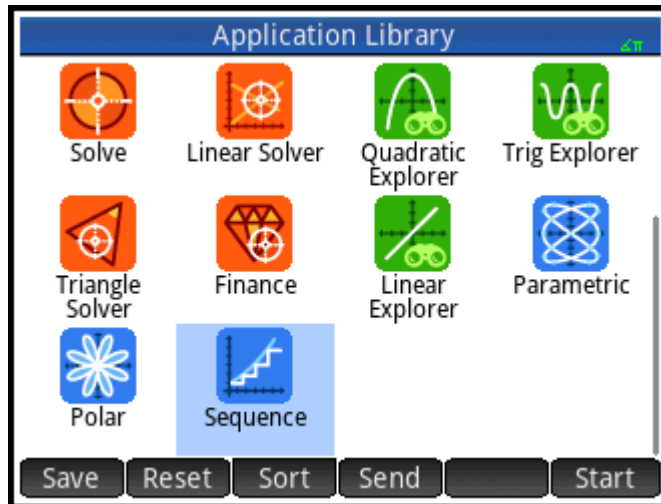 Application Library
∠π
Solve
Linear Solver
Quadratic
Explorer
Trig Explorer
Triangle
Solver
Finance
Linear
Explorer
Parametric
Polar
Sequence
Save Reset Sort Send Start